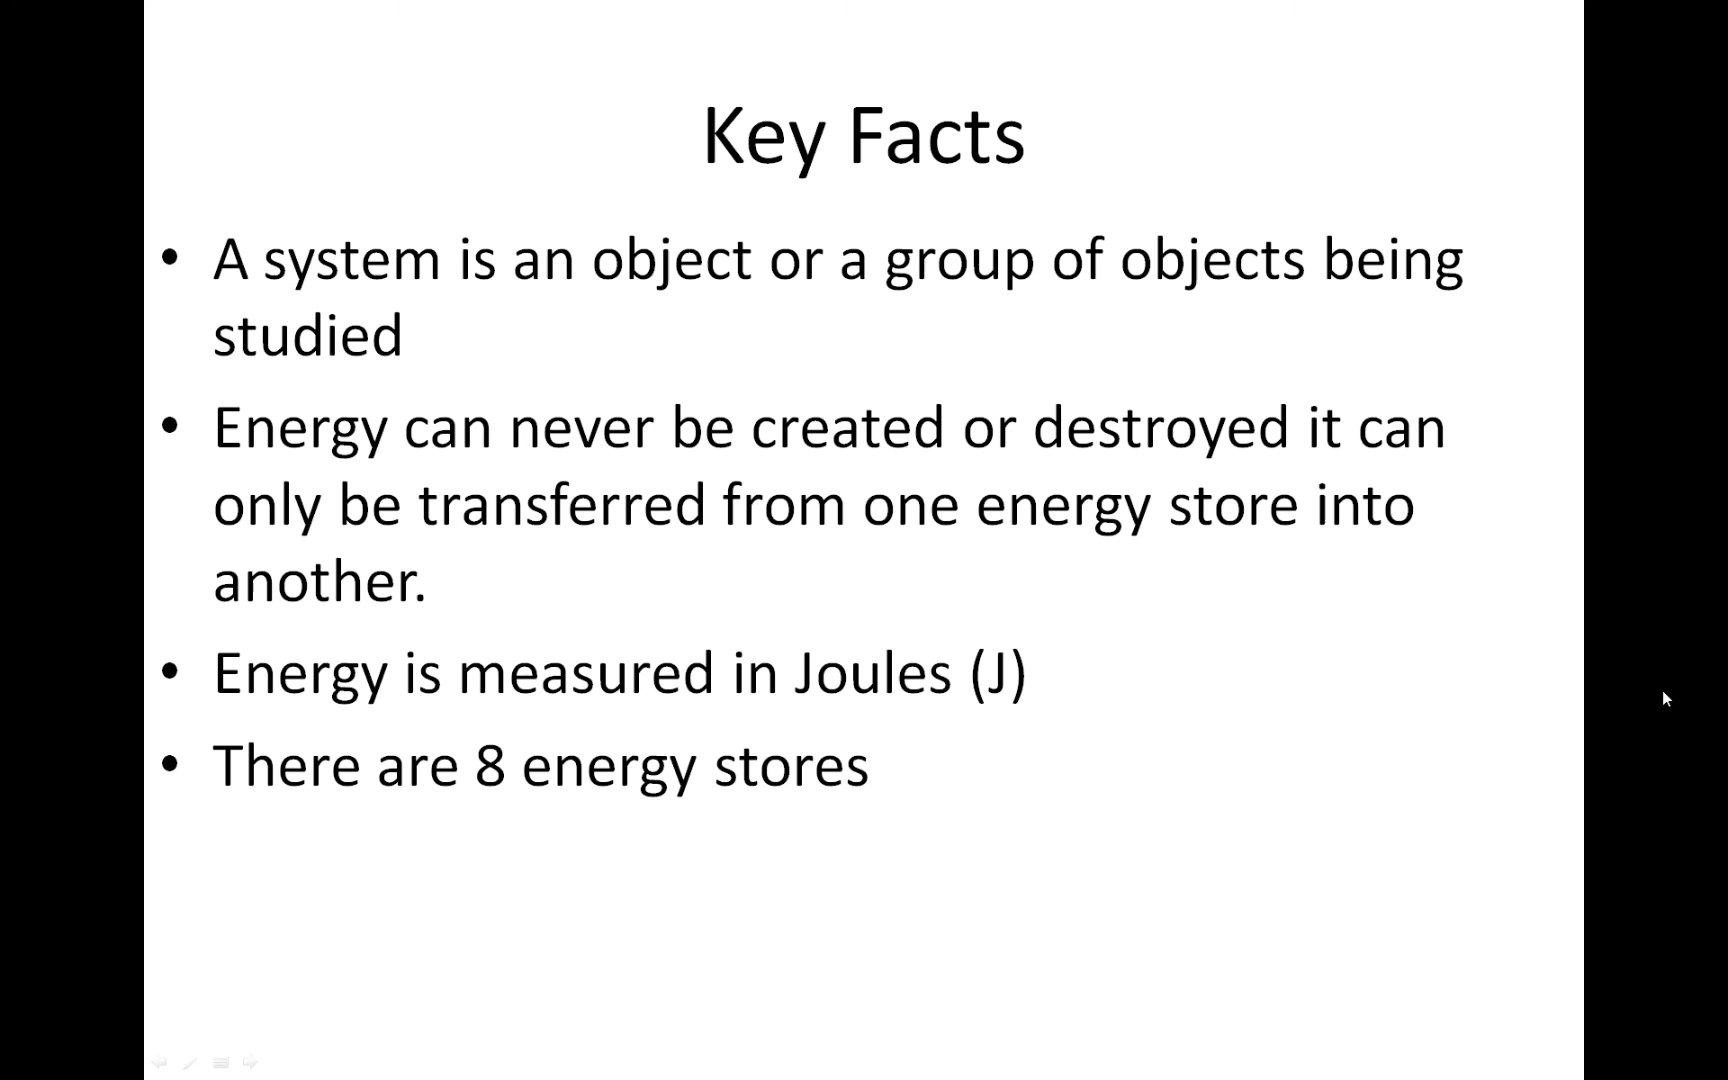 Key Facts
• A system is an object or a group of objects being
studied
• Energy can never be created or destroyed it can
only be transferred from one energy store into
another.
• Energy is measured in Joules (J)
• There are 8 energy stores